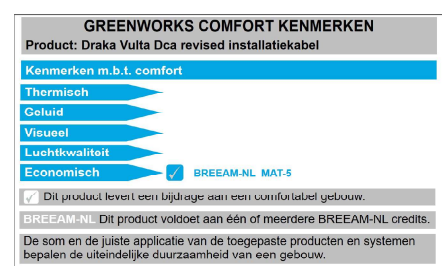 GREENWORKS COMFORT KENMERKEN
Product: Draka Vulta Dca revised installatiekabel
Kenmerken m.b.t. comfort
Thermisch
Geluid
Visueel
Luchtkwaliteit
Economisch BREEAM-NL MAT-5
Dit product levert een bijdrage aan een comfortabel gebouw.
BREEAM-NL Dit product voldoet aan één of meerdere BREEAM-NL credits.
De som en de juiste applicatie van de toegepaste producten en systemen
bepalen de uiteindelijke duurzaamheid van een gebouw.